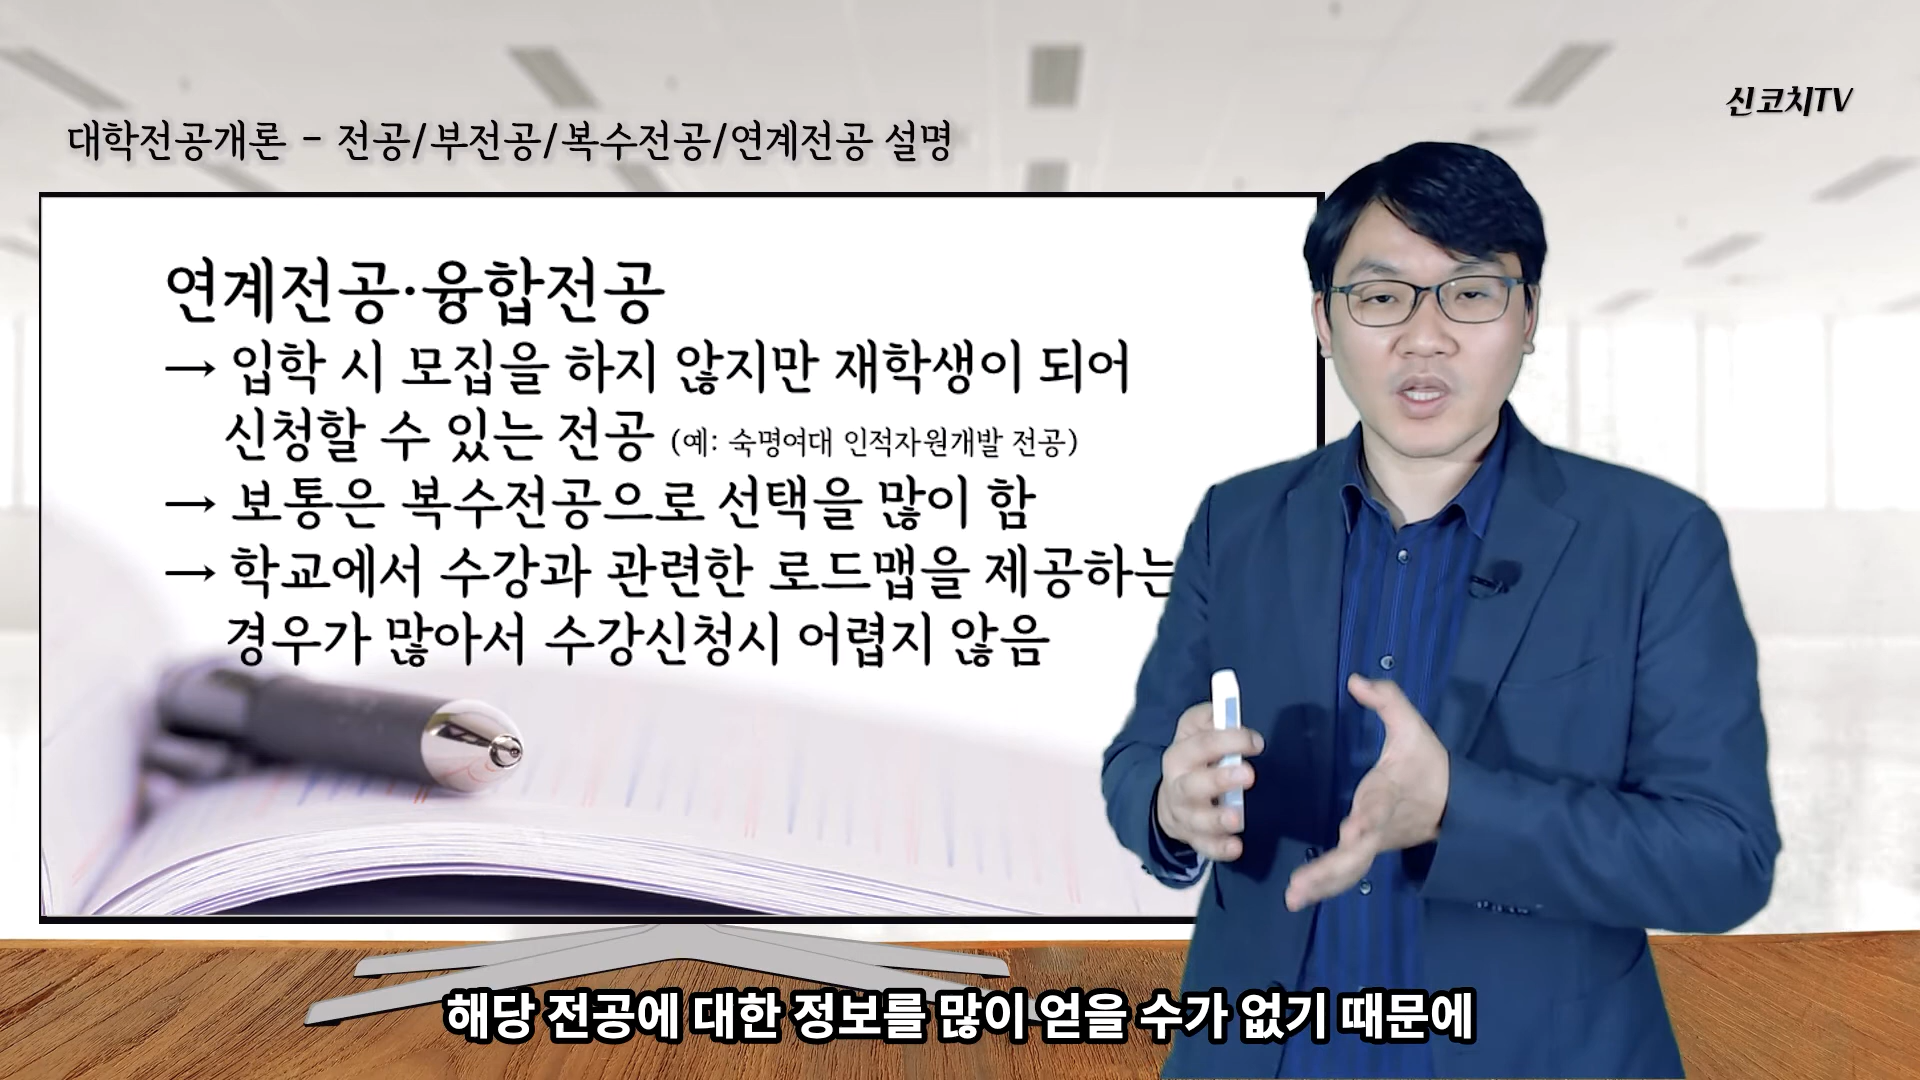 신코치TV
대학전공개론 - 전공/부전공/복수전공/연계전공 설명
연계전공·융합전공
→ 입학 시 모집을 하지 않지만 재학생이 되어
신청할 수 있는 전공 (예: 숙명여대 인적자원개발 전공)
→ 보통은 복수전공으로 선택을 많이 함
→ 학교에서 수강과 관련한 로드맵을 제공하는
경우가 많아서 수강신청시 어렵지 않음
해당 전공에 대한 정보를 많이 얻을 수가 없기 때문에